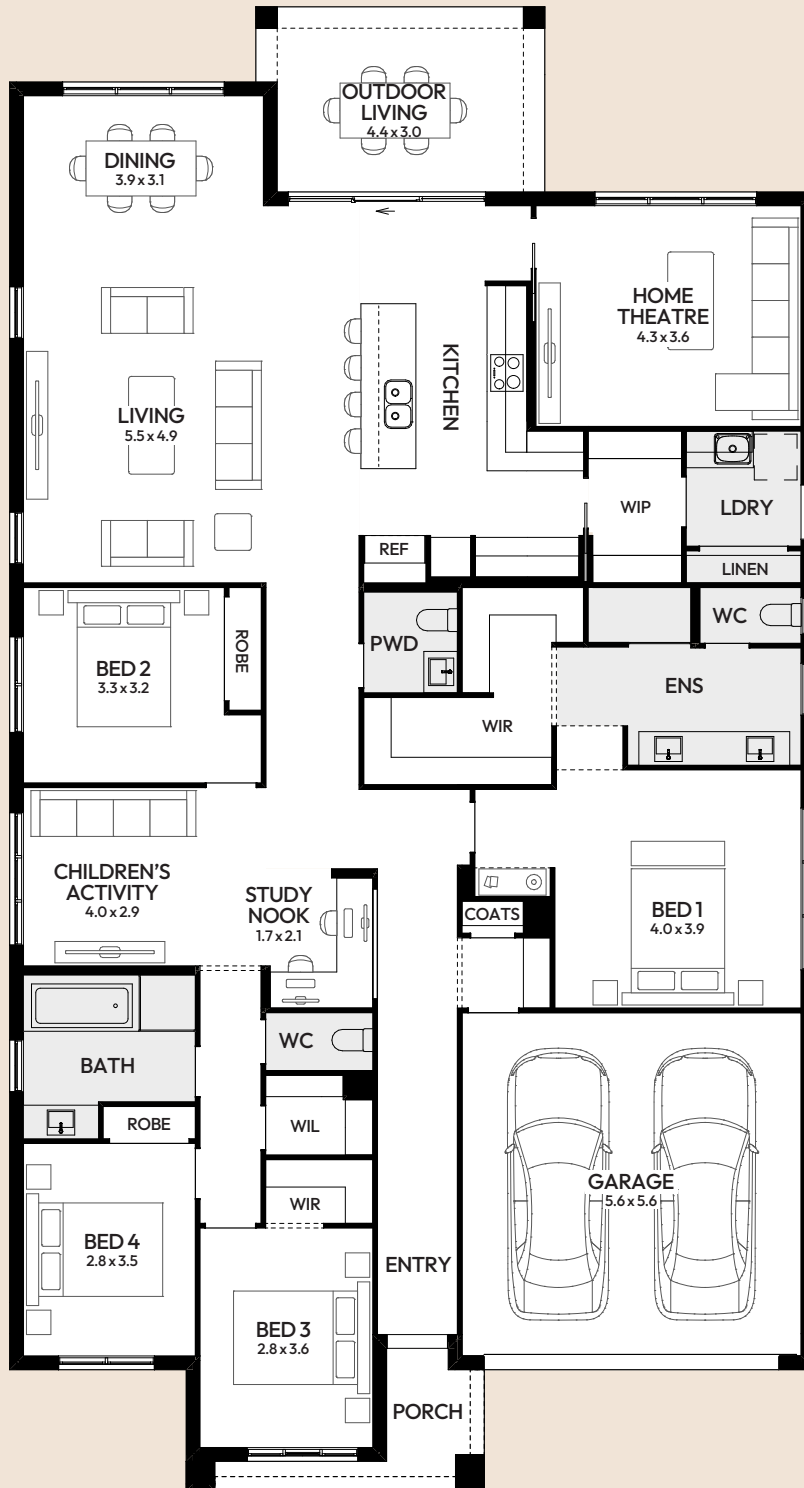 OUTDOOR
LIVING
4.4 x 3.0
DINING
3.9 x 3.1
HOME
THEATRE
4.3 x 3.6
KITCHEN
LIVING
5.5 x 4.9
WIP
LDRY
REF
LINEN
PWD
WC
BED 2
3.3 x 3.2
ROBE
ENS
WIR
CHILDREN'S
ACTIVITY
4.0 x 2.9
STUDY
NOOK
1.7 x 2.1
COATS
BED 1
4.0 x 3.9
WC
BATH
ROBE
WIL
WIR
GARAGE
5.6 x 5.6
BED 4
2.8 x 3.5
ENTRY
BED 3
2.8 x 3.6
PORCH